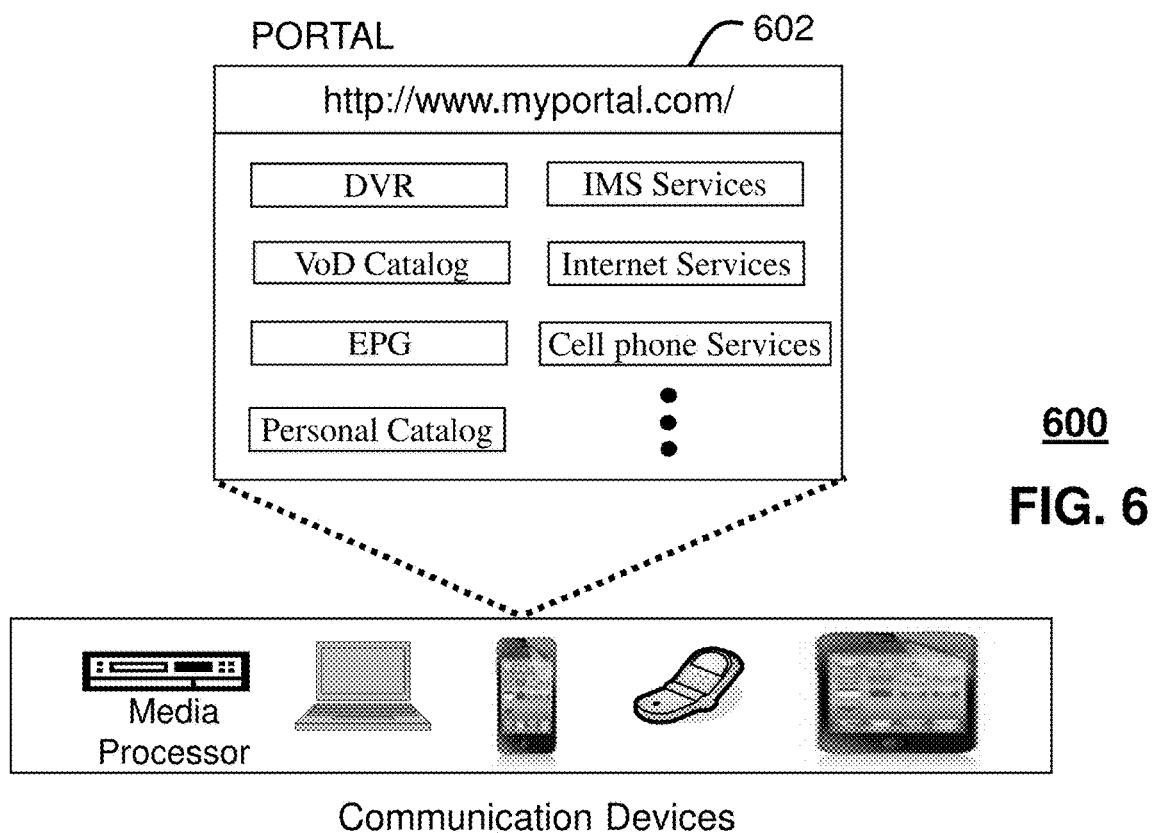 PORTAL
602
http://www.myportal.com/
DVR
IMS Services
VoD Catalog
Internet Services
EPG
Cell phone Services
Personal Catalog
600
FIG. 6
Media
Processor
Communication Devices